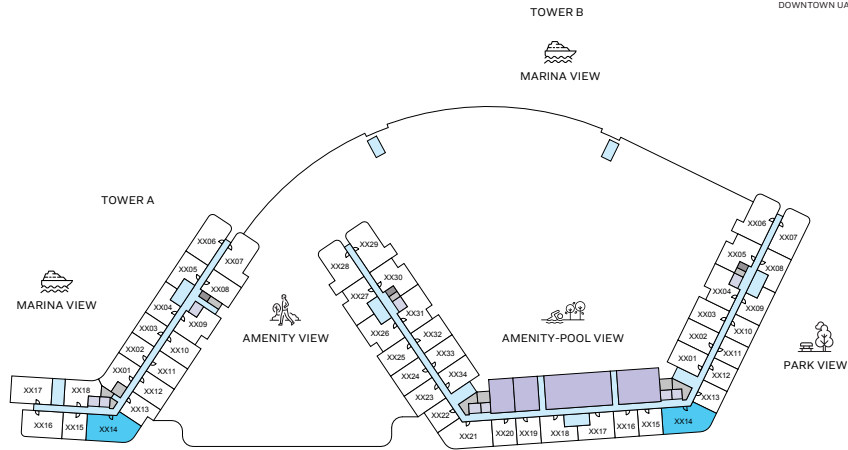 DOWNTOWN UA
TOWER B
MARINA VIEW
TOWER A
MARINA VIEW
AMENITY VIEW
AMENITY-POOL VIEW
PARK VIEW
XX06
XX07
XX05
XX08
XX04
XX09
XX03
XX10
XX02
XX11
XX01
XX12
XX13
XX17
XX18
XX16
XX15
XX14
XX29
XX28
XX30
XX27
XX31
XX26
XX32
XX25
XX33
XX24
XX34
XX23
XX22
XX21
XX20
XX19
XX18
XX17
XX16
XX15
XX14
XX06
XX07
XX05
XX08
XX04
XX09
XX03
XX10
XX02
XX11
XX01
XX12
XX13